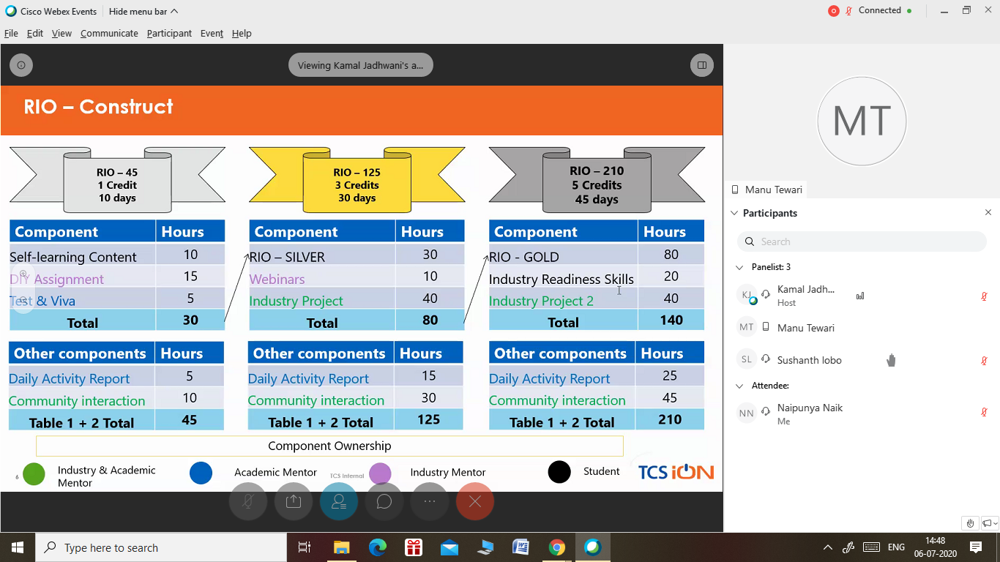 Cisco Webex Events
Hide menu bar
Connected
File Edit View Communicate Participant Event Help
Viewing Kamal Jadhwani's a...
RIO – Construct
RIO – 45
1 Credit
10 days
RIO – 125
3 Credits
30 days
RIO – 210
5 Credits
45 days
Component Hours
Self-learning Content 10
DIY Assignment 15
Test & Viva 5
Total 30
Component Hours
RIO – SILVER 30
Webinars 10
Industry Project 40
Total 80
Component Hours
RIO - GOLD 80
Industry Readiness Skills 20
Industry Project 2 40
Total 140
Other components Hours
Daily Activity Report 5
Community interaction 10
Table 1 + 2 Total 45
Other components Hours
Daily Activity Report 15
Community interaction 30
Table 1 + 2 Total 125
Other components Hours
Daily Activity Report 25
Community interaction 45
Table 1 + 2 Total 210
Component Ownership
6
Industry & Academic
Mentor
Academic Mentor
TCS Internal
Industry Mentor
Student
TCS iON
MT
Manu Tewari
Participants
Search
Panelist: 3
KJ
Kamal Jadh...
Host
MT
Manu Tewari
SL
Sushanth lobo
Attendee:
NN
Naipunya Naik
Me
Type here to search
ENG
14:48
06-07-2020